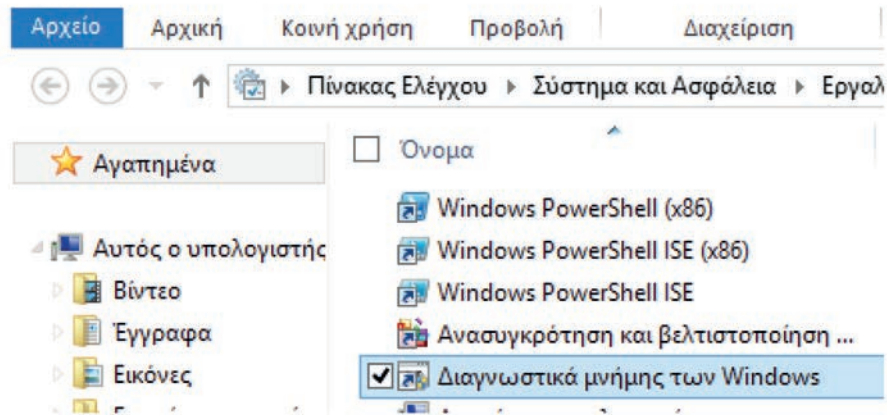 Αρχείο Αρχική Κοινή χρήση Προβολή Διαχείριση
Πίνακας Ελέγχου Σύστημα και Ασφάλεια
Αγαπημένα
Αυτός ο υπολογιστής
Βίντεο
Έγγραφα
Εικόνες
Όνομα
Windows PowerShell (x86)
Windows PowerShell ISE (x86)
Windows PowerShell ISE
Ανασυγκρότηση και βελτιστοποίηση ...
Διαγνωστικά μνήμης των Windows